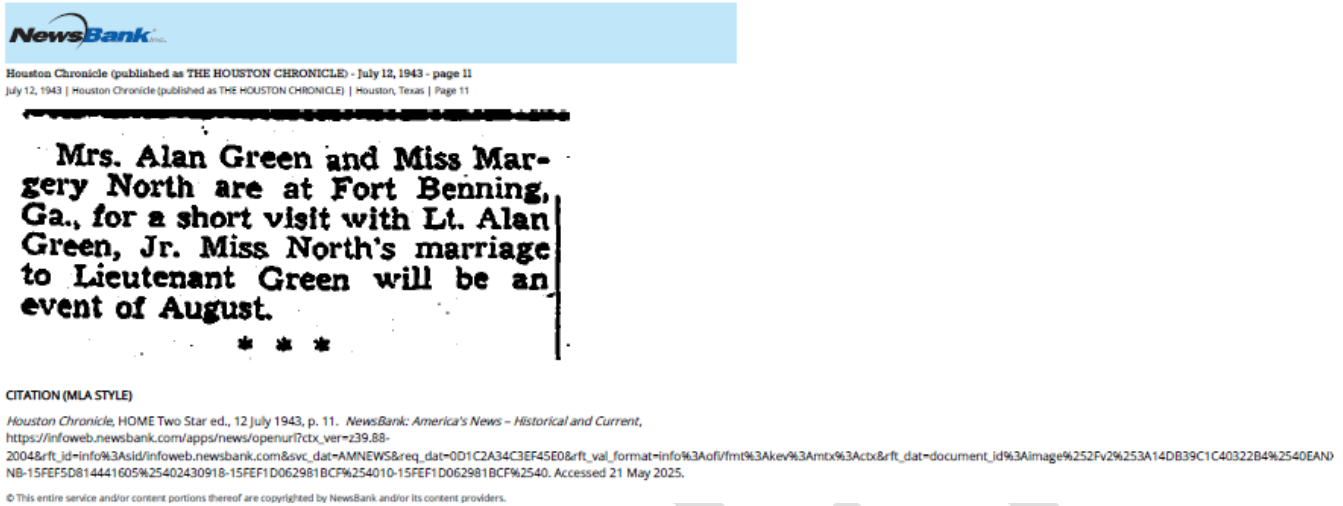 NewsBank inc.
Houston Chronicle (published as THE HOUSTON CHRONICLE) - July 12, 1943 - page 11
July 12, 1943 | Houston Chronicle (published as THE HOUSTON CHRONICLE) | Houston, Texas | Page 11
Mrs. Alan Green and Miss Mar-
gery North are at Fort Benning,
Ga., for a short visit with Lt. Alan
Green, Jr. Miss North's marriage
to Lieutenant Green will be an
event of August.
* * *
CITATION (MLA STYLE)
Houston Chronicle, HOME Two Star ed., 12 July 1943, p. 11. NewsBank: America's News – Historical and Current,
https://infoweb.newsbank.com/apps/news/openurl?ctx_ver=z39.88-
2004&rft_id=info%3Asid/infoweb.newsbank.com&svc_dat=AMNEWS&req_dat=0D1C2A34C3EF45E0&rft_val_format=info%3Aofi/fmt%3Akev%3Amtx%3Actx&rft_dat=document_id%3Aimage%252Fv2%253A14DB39C1C40322B4%2540EANX
NB-15FEF5D814441605%25402430918-15FEF1D062981BCF%254010-15FEF1D062981BCF%2540. Accessed 21 May 2025.
© This entire service and/or content portions thereof are copyrighted by NewsBank and/or its content providers.